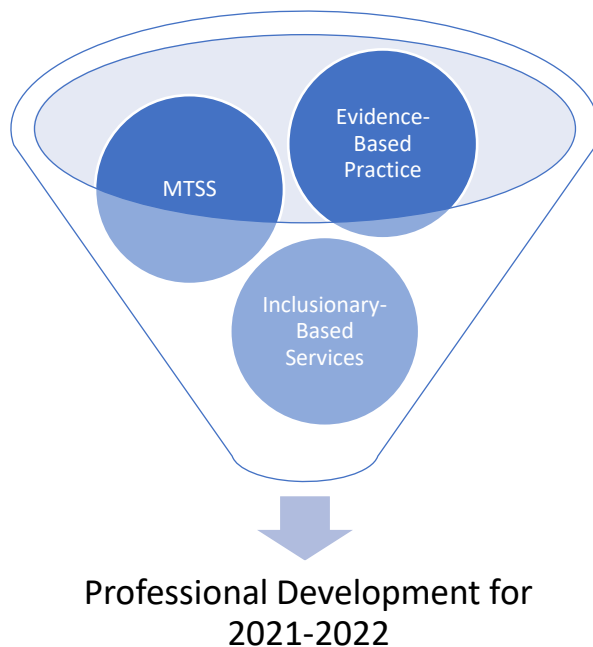 Evidence-
Based
Practice
MTSS
Inclusionary-
Based
Services
Professional Development for
2021-2022